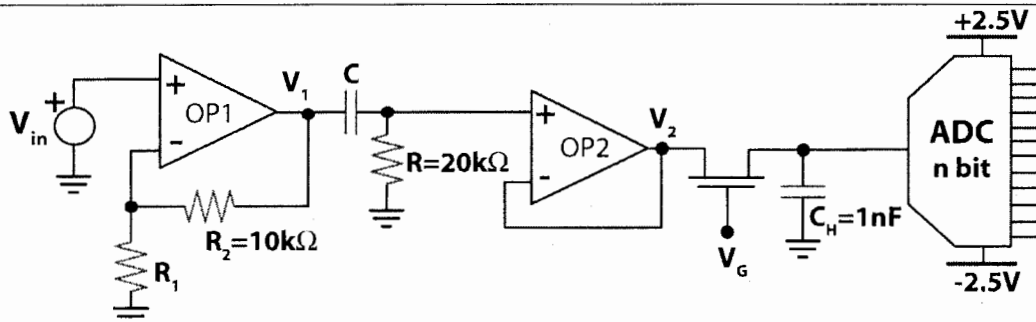 +2.5V
V1
C
+
OP1
-
+
Vin
R=20kΩ
+
OP2
-
V2
ADC
n bit
R2=10kΩ
CH=1nF
R1
VG
-2.5V